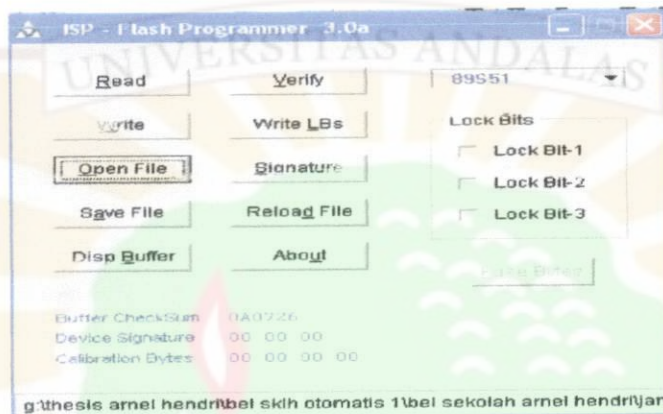 ISP - Flash Programmer 3.0a
UNIVERSITAS ANDALAS
Read Verify 89S51
Write Write LBs Lock Bits
Open File Signature Lock Bit-1
Save File Reload File Lock Bit-2
Disp Buffer About Lock Bit-3
Fuse Bytes
Buffer CheckSum 0A0726
Device Signature 00 00 00
Calibration Bytes 00 00 00 00
g:\thesis arnel hendri\bel sklh otomatis 1\bel sekolah arnel hendri\jar